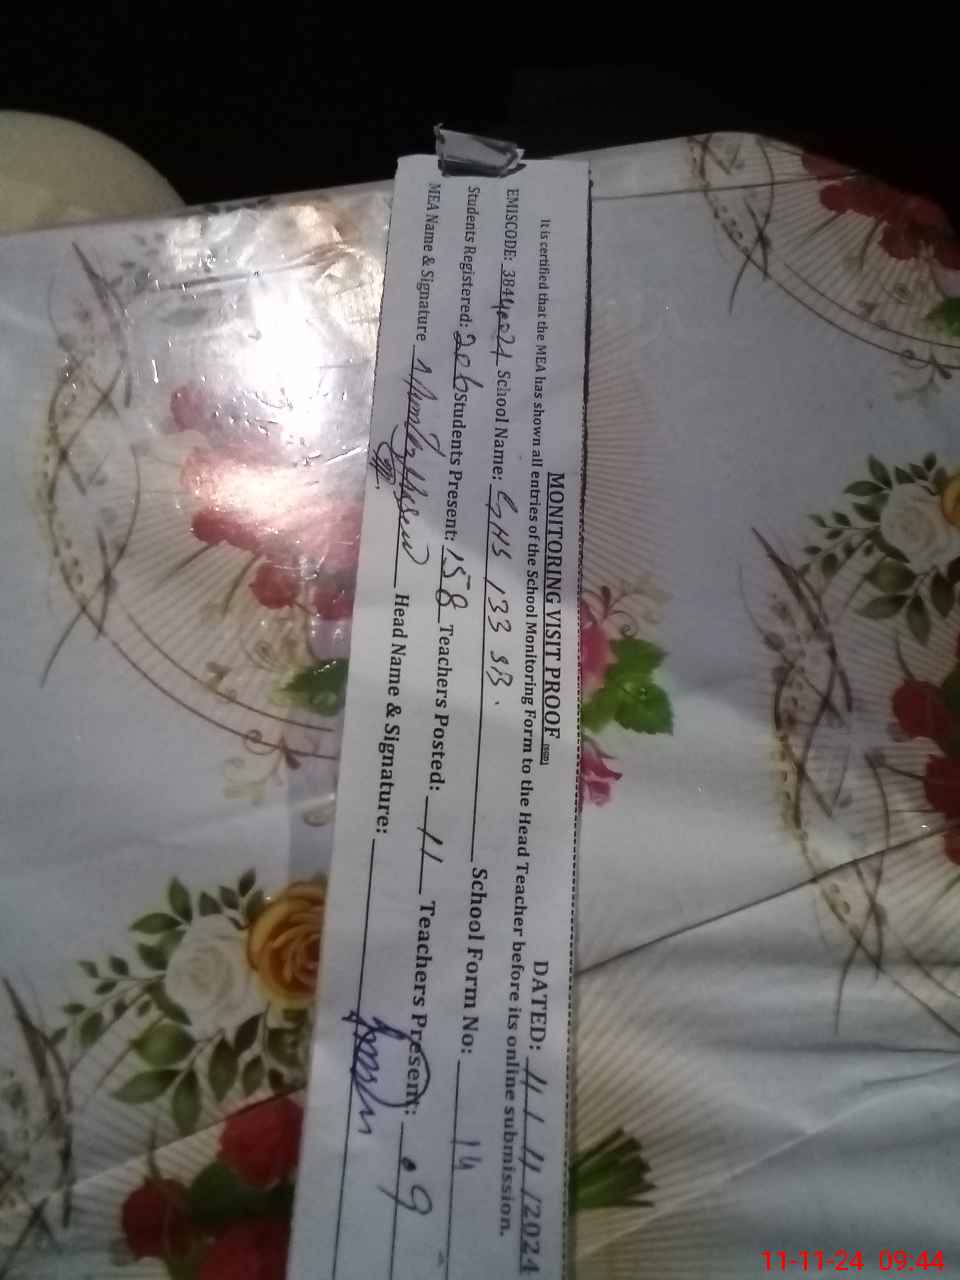 MONITORING VISIT PROOF DATED: 11/11/2024
It is certified that the MEA has shown all entries of the School Monitoring Form to the Head Teacher before its online submission.
EMISCODE: School Name: GHS 133 SB. School Form No: 14
Students Registered: 206 Students Present: 158 Teachers Posted: 11 Teachers Present: 09
MEA Name & Signature Head Name & Signature:
11-11-24 09:44